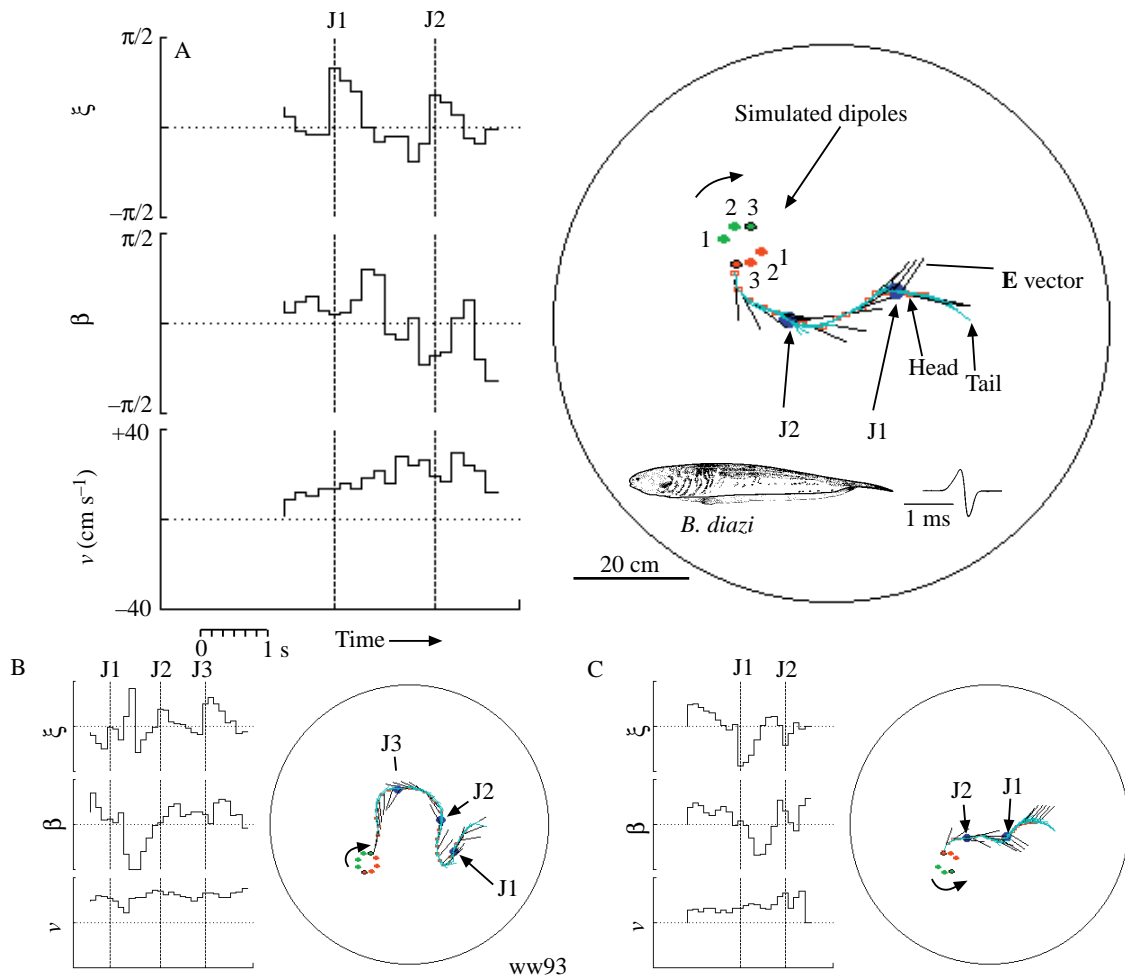 J1 J2
A
π/2
ξ
–π/2
π/2
β
–π/2
+40
v (cm s–1)
–40
0 1 s
Time
Simulated dipoles
2 3
1 1
2
3
E vector
Head
Tail
J2 J1
B. diazi
1 ms
20 cm
B
J1 J2 J3
ξ
β
v
J3
J2
J1
ww93
C
J1 J2
ξ
β
v
J2 J1